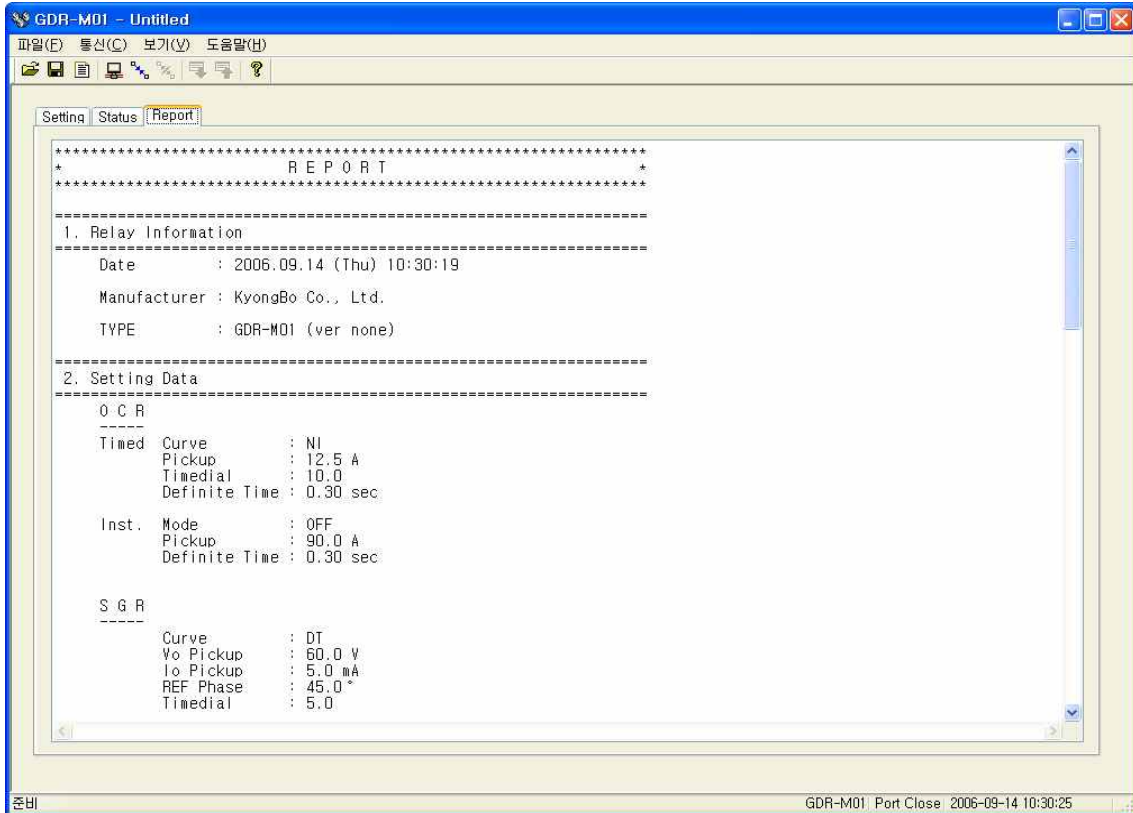 GDR-M01 - Untitled
파일(F) 통신(C) 보기(V) 도움말(H)
Setting Status Report
******************************************************************
* R E P O R T *
******************************************************************
==================================================================
1. Relay Information
==================================================================
Date : 2006.09.14 (Thu) 10:30:19
Manufacturer : KyongBo Co., Ltd.
TYPE : GDR-M01 (ver none)
==================================================================
2. Setting Data
==================================================================
O C R
-----
Timed Curve : NI
Pickup : 12.5 A
Timedial : 10.0
Definite Time : 0.30 sec
Inst. Mode : OFF
Pickup : 90.0 A
Definite Time : 0.30 sec
S G R
-----
Curve : DT
Vo Pickup : 60.0 V
Io Pickup : 5.0 mA
REF Phase : 45.0˚
Timedial : 5.0
준비 GDR-M01 Port Close 2006-09-14 10:30:25